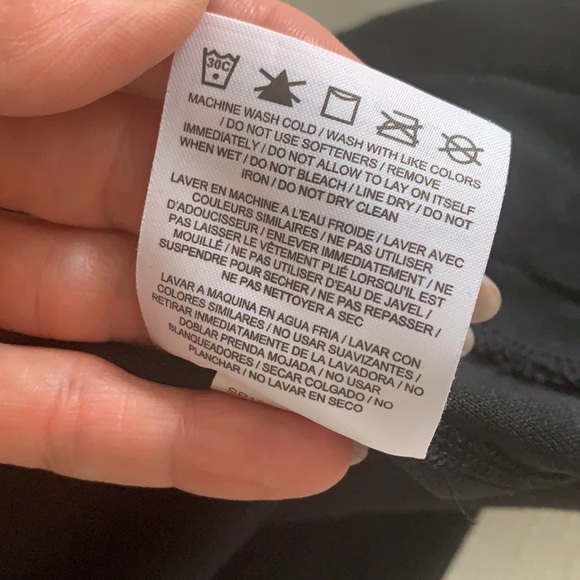 30C
MACHINE WASH COLD / WASH WITH LIKE COLORS
/ DO NOT USE SOFTENERS / REMOVE
IMMEDIATELY / DO NOT ALLOW TO LAY ON ITSELF
WHEN WET / DO NOT BLEACH / LINE DRY / DO NOT
IRON / DO NOT DRY CLEAN
LAVER EN MACHINE A L'EAU FROIDE / LAVER AVEC
COULEURS SIMILAIRES / NE PAS UTILISER
D'ADOUCISSEUR / ENLEVER IMMEDIATEMENT / NE
PAS LAISSER LE VÊTEMENT PLIÉ LORSQU'IL EST
MOUILLÉ / NE PAS UTILISER D'EAU DE JAVEL /
SUSPENDRE POUR SÉCHER / NE PAS REPASSER /
NE PAS NETTOYER A SEC
LAVAR A MAQUINA EN AGUA FRIA / LAVAR CON
COLORES SIMILARES / NO USAR SUAVIZANTES /
RETIRAR INMEDIATAMENTE DE LA LAVADORA / NO
DOBLAR PRENDA MOJADA / NO USAR
BLANQUEADORES / SECAR COLGADO / NO
PLANCHAR / NO LAVAR EN SECO